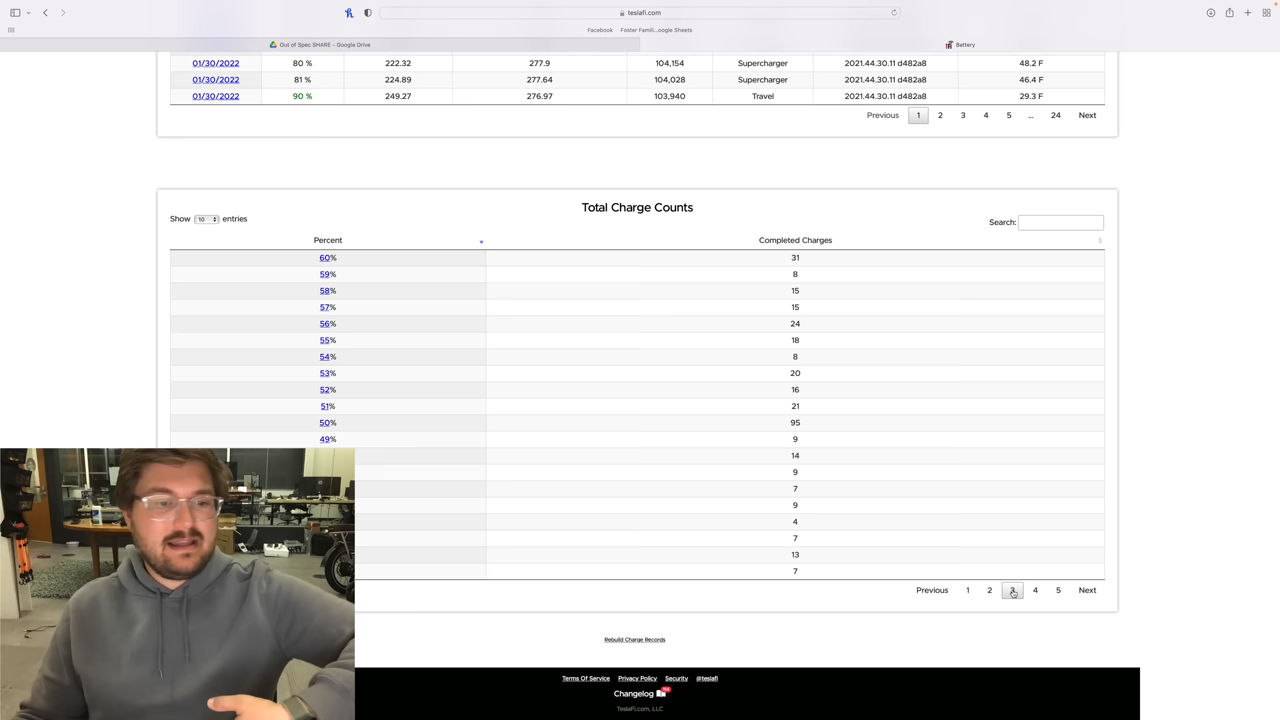 teslafi.com
Facebook Foster Famili...oogle Sheets
Out of Spec SHARE - Google Drive Battery
01/30/2022 80 % 222.32 277.9 104,154 Supercharger 2021.44.30.11 d482a8 48.2 F
01/30/2022 81 % 224.89 277.64 104,028 Supercharger 2021.44.30.11 d482a8 46.4 F
01/30/2022 90 % 249.27 276.97 103,940 Travel 2021.44.30.11 d482a8 29.3 F
Previous 1 2 3 4 5 ... 24 Next
Total Charge Counts
Show 10 entries
Search:
Percent Completed Charges
60% 31
59% 8
58% 15
57% 15
56% 24
55% 18
54% 8
53% 20
52% 16
51% 21
50% 95
49% 9
14
9
7
9
4
7
13
7
Previous 1 2 3 4 5 Next
Rebuild Charge Records
Terms Of Service Privacy Policy Security @teslafi
Changelog
TeslaFi.com, LLC